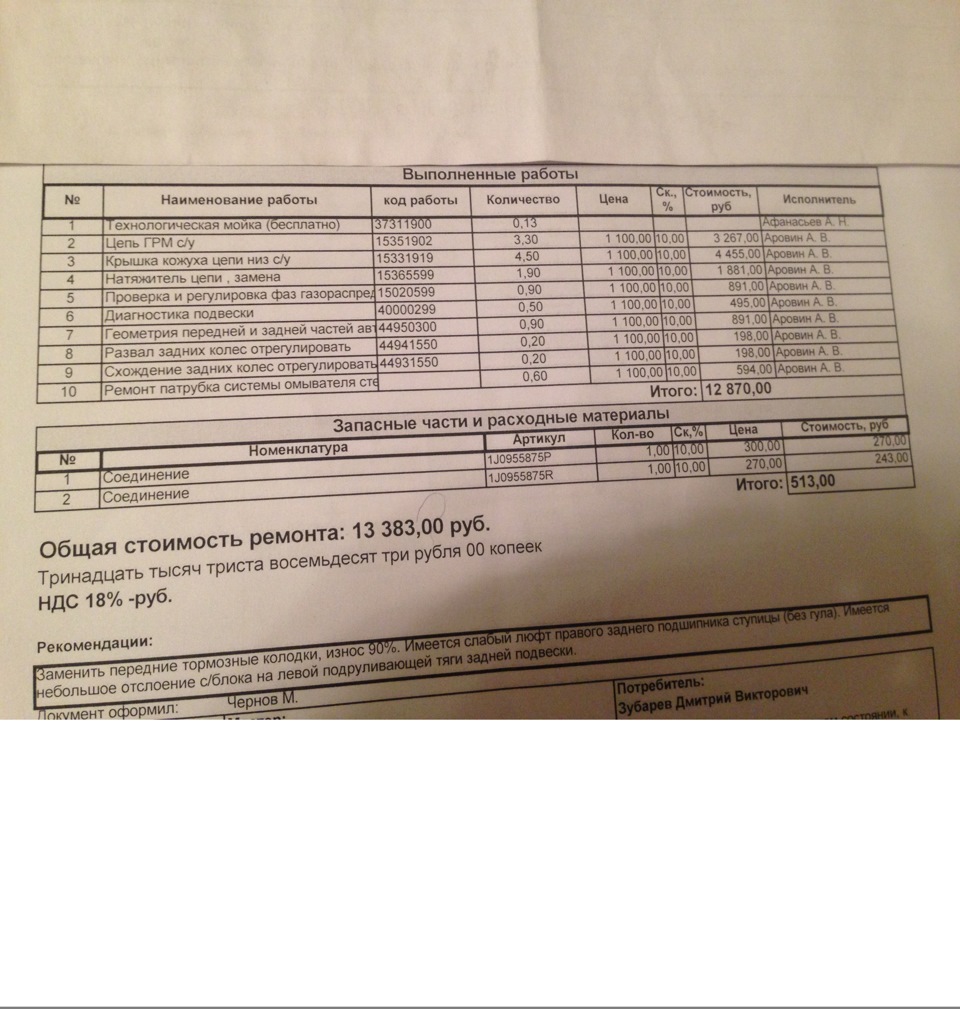 Выполненные работы
№ Наименование работы код работы Количество Цена Ск., % Стоимость, руб Исполнитель
1 Технологическая мойка (бесплатно) 37311900 0,13 Афанасьев А. Н.
2 Цепь ГРМ с/у 15351902 3,30 1 100,00 10,00 3 267,00 Аровин А. В.
3 Крышка кожуха цепи низ с/у 15331919 4,50 1 100,00 10,00 4 455,00 Аровин А. В.
4 Натяжитель цепи , замена 15365599 1,90 1 100,00 10,00 1 881,00 Аровин А. В.
5 Проверка и регулировка фаз газораспред 15020599 0,90 1 100,00 10,00 891,00 Аровин А. В.
6 Диагностика подвески 40000299 0,50 1 100,00 10,00 495,00 Аровин А. В.
7 Геометрия передней и задней частей авт 44950300 0,90 1 100,00 10,00 891,00 Аровин А. В.
8 Развал задних колес отрегулировать 44941550 0,20 1 100,00 10,00 198,00 Аровин А. В.
9 Схождение задних колес отрегулировать 44931550 0,20 1 100,00 10,00 198,00 Аровин А. В.
10 Ремонт патрубка системы омывателя сте 0,60 1 100,00 10,00 594,00 Аровин А. В.
Итого: 12 870,00
Запасные части и расходные материалы
№ Номенклатура Артикул Кол-во Ск,% Цена Стоимость, руб
1 Соединение 1J0955875P 1,00 10,00 300,00 270,00
2 Соединение 1J0955875R 1,00 10,00 270,00 243,00
Итого: 513,00
Общая стоимость ремонта: 13 383,00 руб.
Тринадцать тысяч триста восемьдесят три рубля 00 копеек
НДС 18% -руб.
Рекомендации:
Заменить передние тормозные колодки, износ 90%. Имеется слабый люфт правого заднего подшипника ступицы (без гула). Имеется
небольшое отслоение с/блока на левой подруливающей тяги задней подвески.
Документ оформил: Чернов М.
Потребитель:
Зубарев Дмитрий Викторович
состоянии, к